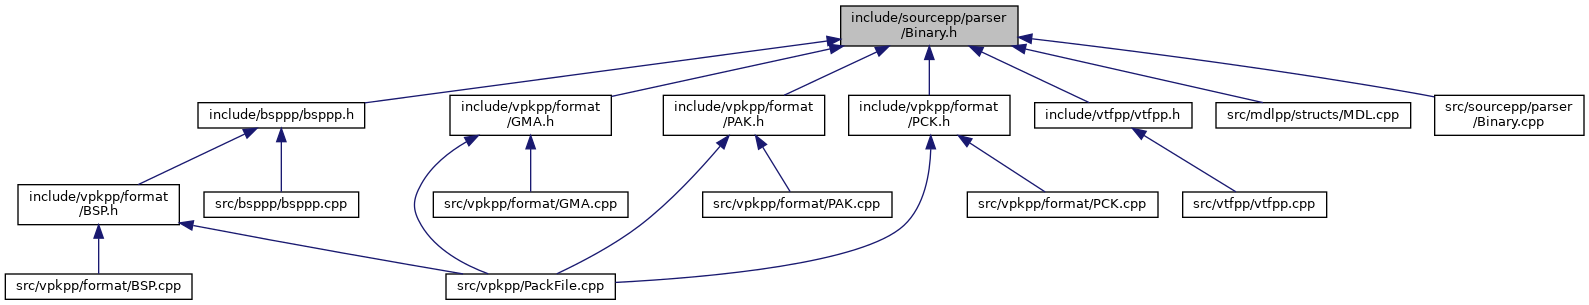 include/sourcepp/parser
/Binary.h
include/bsppp/bsppp.h
include/vpkpp/format
/GMA.h
include/vpkpp/format
/PAK.h
include/vpkpp/format
/PCK.h
include/vtfpp/vtfpp.h
src/mdlpp/structs/MDL.cpp
src/sourcepp/parser
/Binary.cpp
include/vpkpp/format
/BSP.h
src/bsppp/bsppp.cpp
src/vpkpp/format/GMA.cpp
src/vpkpp/format/PAK.cpp
src/vpkpp/format/PCK.cpp
src/vtfpp/vtfpp.cpp
src/vpkpp/format/BSP.cpp
src/vpkpp/PackFile.cpp